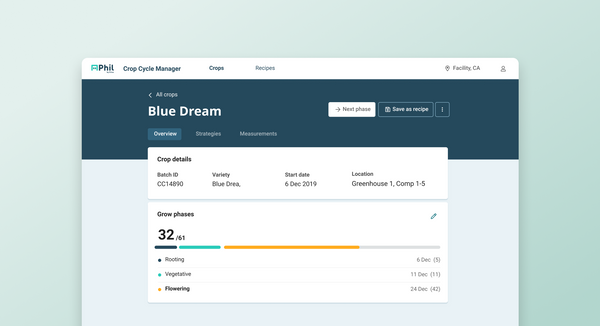 Phil
Crop Cycle Manager
Crops
Recipes
Facility, CA
All crops
Blue Dream
Next phase
Save as recipe
Overview
Strategies
Measurements
Crop details
Batch ID
Variety
Start date
Location
CC14890
Blue Drea,
6 Dec 2019
Greenhouse 1, Comp 1-5
Grow phases
32 /61
Rooting
6 Dec (5)
Vegetative
11 Dec (11)
Flowering
24 Dec (42)